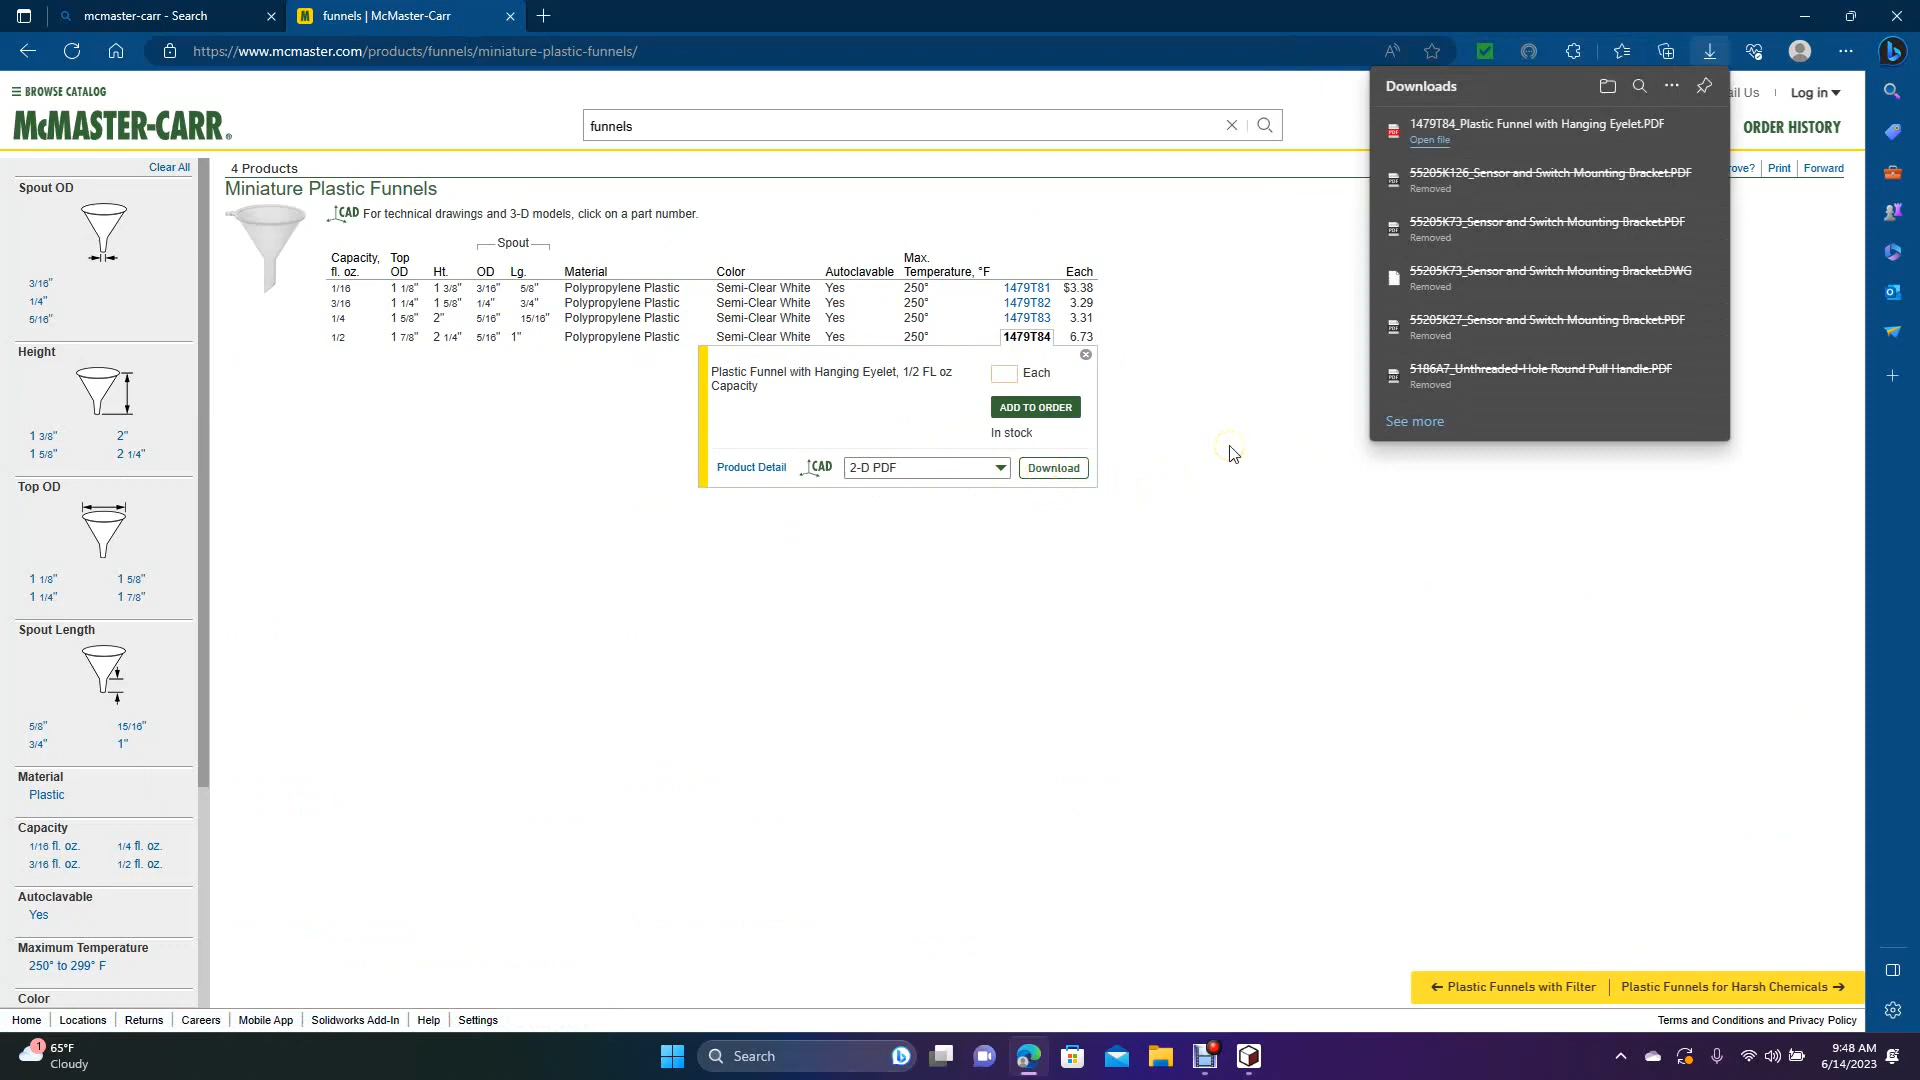 mcmaster-carr - Search
funnels | McMaster-Carr
https://www.mcmaster.com/products/funnels/miniature-plastic-funnels/
BROWSE CATALOG
McMASTER-CARR®
funnels
Log in
ORDER HISTORY
Downloads
1479T84_Plastic Funnel with Hanging Eyelet.PDF
Open file
55205K126_Sensor and Switch Mounting Bracket.PDF
Removed
55205K73_Sensor and Switch Mounting Bracket.PDF
Removed
55205K73_Sensor and Switch Mounting Bracket.DWG
Removed
55205K27_Sensor and Switch Mounting Bracket.PDF
Removed
5186A7_Unthreaded-Hole Round Pull Handle.PDF
Removed
See more
Print
Forward
Clear All
Spout OD
3/16"
1/4"
5/16"
Height
1 3/8" 2"
1 5/8" 2 1/4"
Top OD
1 1/8" 1 5/8"
1 1/4" 1 7/8"
Spout Length
5/8" 15/16"
3/4" 1"
Material
Plastic
Capacity
1/16 fl. oz. 1/4 fl. oz.
3/16 fl. oz. 1/2 fl. oz.
Autoclavable
Yes
Maximum Temperature
250° to 299° F
Color
4 Products
Miniature Plastic Funnels
CAD For technical drawings and 3-D models, click on a part number.
Spout
Capacity, Top Max.
fl. oz. OD Ht. OD Lg. Material Color Autoclavable Temperature, °F Each
1/16 1 1/8" 1 3/8" 3/16" 5/8" Polypropylene Plastic Semi-Clear White Yes 250° 1479T81 $3.38
3/16 1 1/4" 1 5/8" 1/4" 3/4" Polypropylene Plastic Semi-Clear White Yes 250° 1479T82 3.29
1/4 1 5/8" 2" 5/16" 15/16" Polypropylene Plastic Semi-Clear White Yes 250° 1479T83 3.31
1/2 1 7/8" 2 1/4" 5/16" 1" Polypropylene Plastic Semi-Clear White Yes 250° 1479T84 6.73
Plastic Funnel with Hanging Eyelet, 1/2 FL oz
Capacity
Each
ADD TO ORDER
In stock
Product Detail CAD 2-D PDF Download
Plastic Funnels with Filter
Plastic Funnels for Harsh Chemicals
Home Locations Returns Careers Mobile App Solidworks Add-In Help Settings
Terms and Conditions and Privacy Policy
1
65°F
Cloudy
Search
9:48 AM
6/14/2023